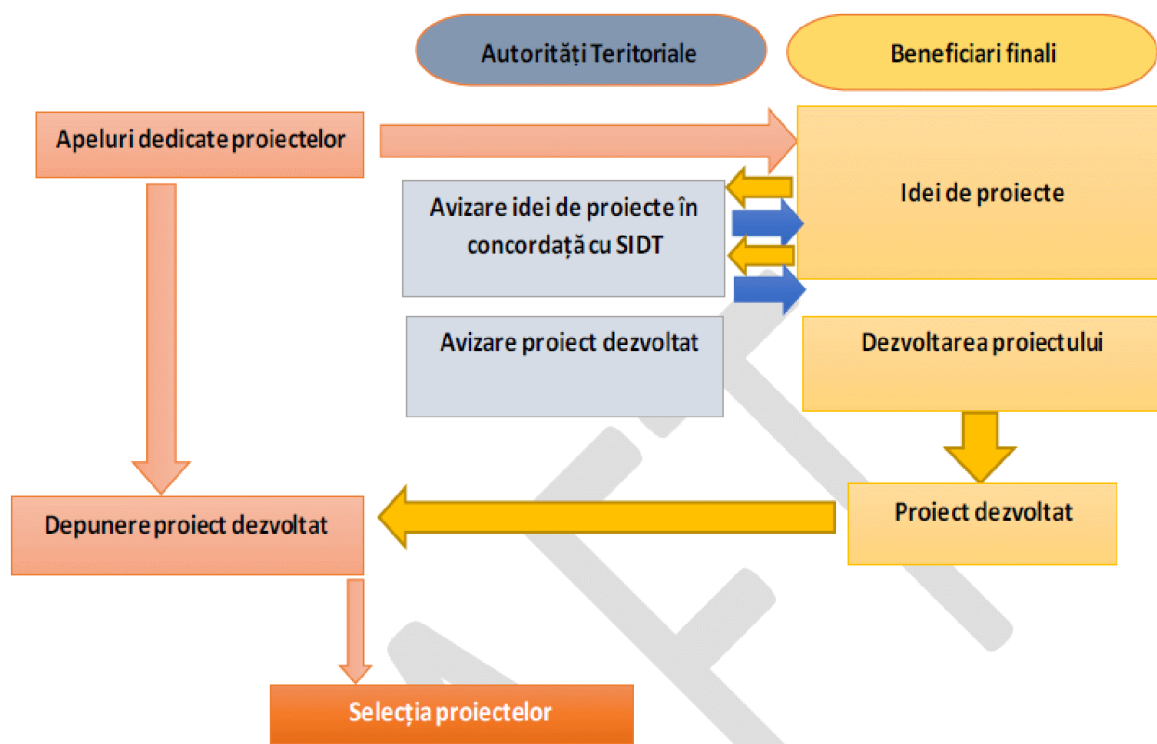 Autorități Teritoriale
Beneficiari finali
Apeluri dedicate proiectelor
Idei de proiecte
Avizare idei de proiecte în
concordață cu SIDT
Avizare proiect dezvoltat
Dezvoltarea proiectului
Depunere proiect dezvoltat
Proiect dezvoltat
Selecția proiectelor